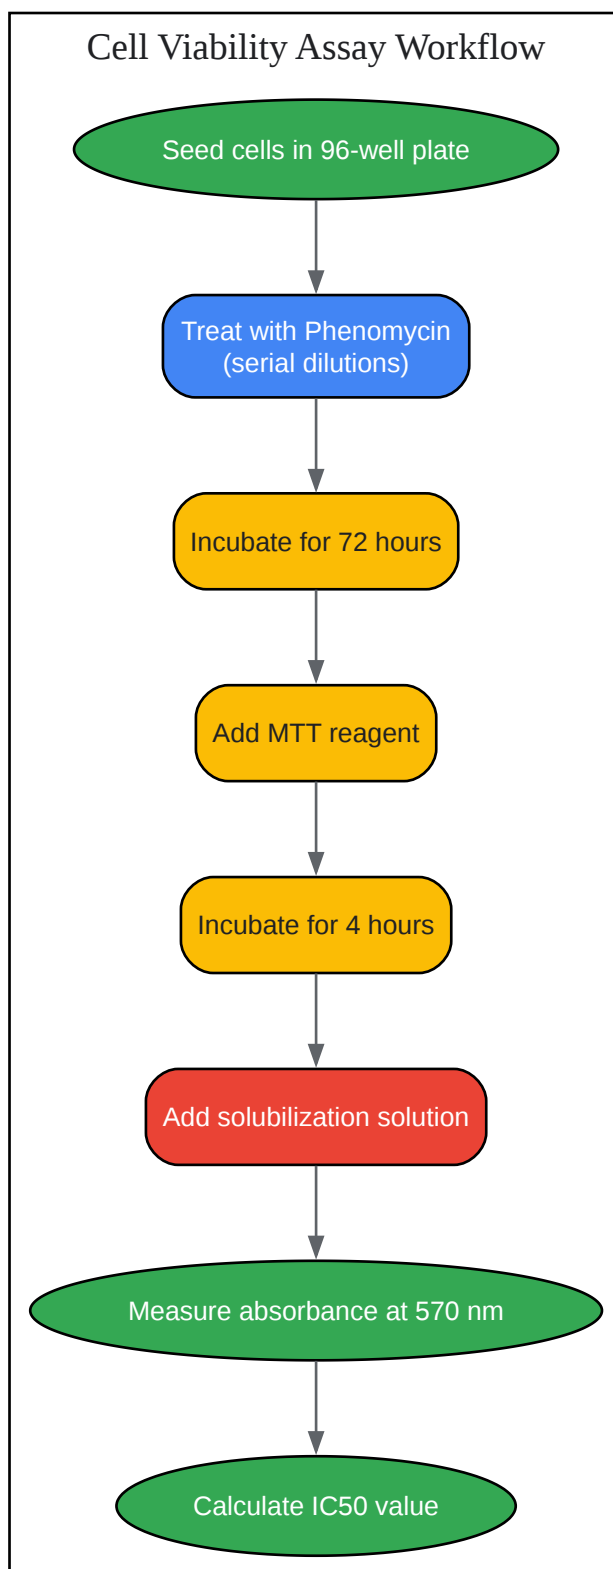 Cell Viability Assay Workflow
Seed cells in 96-well plate
Treat with Phenomycin
(serial dilutions)
Incubate for 72 hours
Add MTT reagent
Incubate for 4 hours
Add solubilization solution
Measure absorbance at 570 nm
Calculate IC50 value